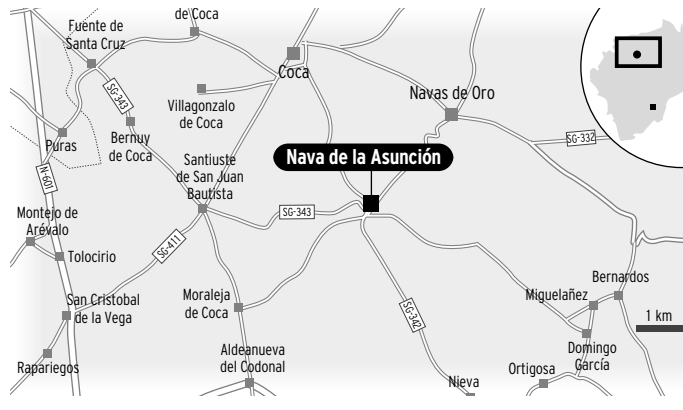 de Coca
Fuente de
Santa Cruz
Coca
SG-343
Villagonzalo
de Coca
Navas de Oro
Bernuy
de Coca
Puras
SG-332
Santiuste
de San Juan
Bautista
Nava de la Asunción
N-601
SG-343
Montejo de
Arévalo
SG-411
Tolocirio
San Cristobal
de la Vega
Moraleja
de Coca
SG-342
Bernardos
Miguelañez
1 km
Rapariegos
Aldeanueva
del Codonal
Domingo
García
Nieva
Ortigosa